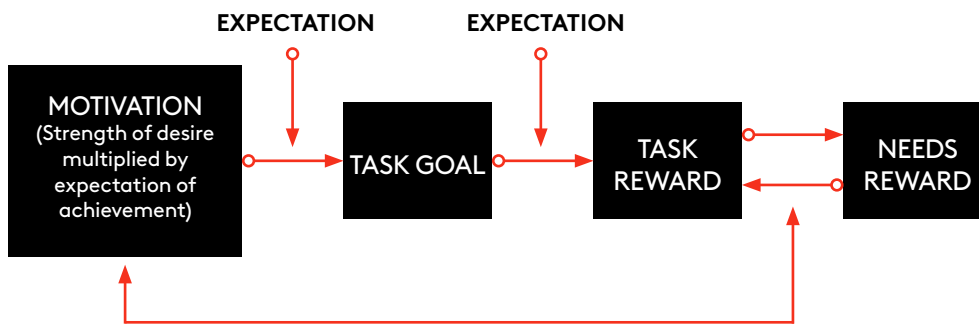 EXPECTATION
EXPECTATION
MOTIVATION
(Strength of desire
multiplied by
expectation of
achievement)
TASK GOAL
TASK
REWARD
NEEDS
REWARD